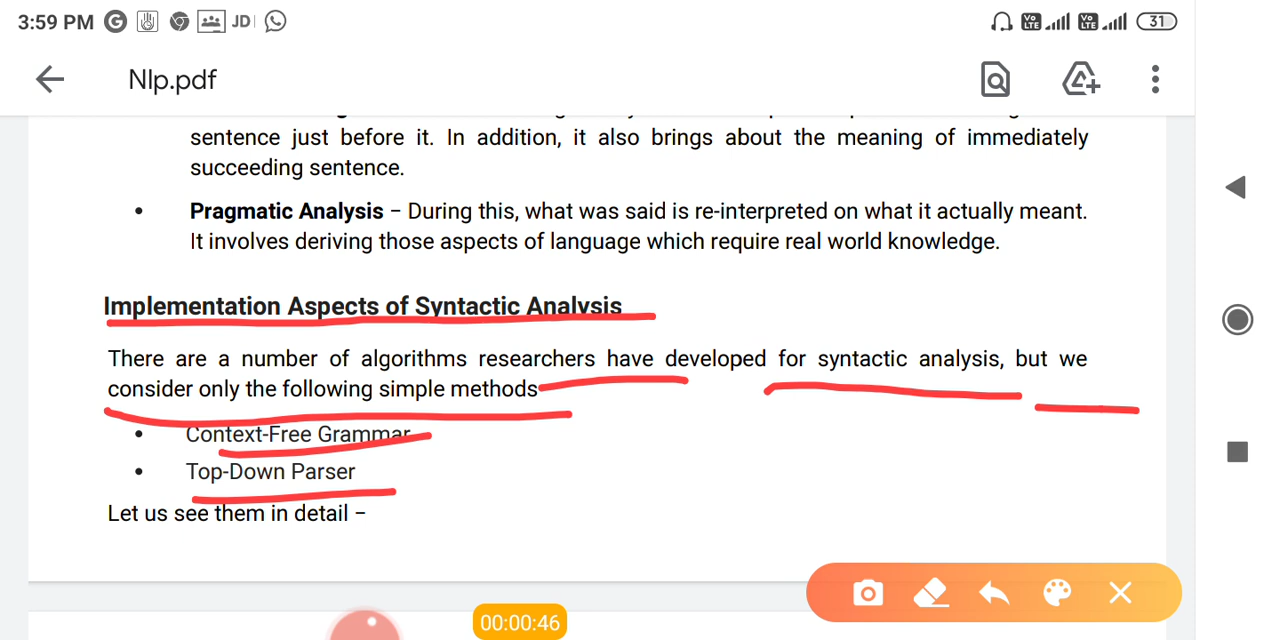 3:59 PM G JD Vo LTE Vo LTE 31
Nlp.pdf
sentence just before it. In addition, it also brings about the meaning of immediately
succeeding sentence.
• Pragmatic Analysis − During this, what was said is re-interpreted on what it actually meant.
It involves deriving those aspects of language which require real world knowledge.
Implementation Aspects of Syntactic Analysis
There are a number of algorithms researchers have developed for syntactic analysis, but we
consider only the following simple methods
• Context-Free Grammar
• Top-Down Parser
Let us see them in detail −
00:00:46